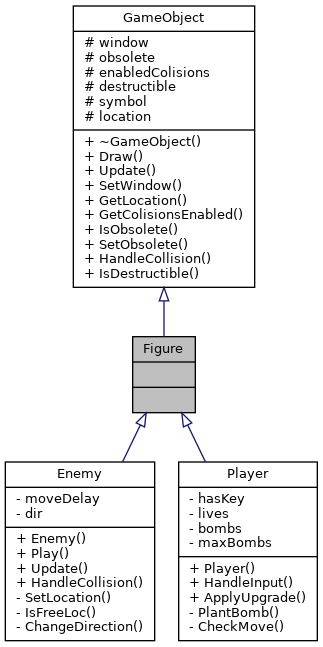 GameObject
# window
# obsolete
# enabledColisions
# destructible
# symbol
# location
+ ~GameObject()
+ Draw()
+ Update()
+ SetWindow()
+ GetLocation()
+ GetColisionsEnabled()
+ IsObsolete()
+ SetObsolete()
+ HandleCollision()
+ IsDestructible()
Figure
Enemy
- moveDelay
- dir
+ Enemy()
+ Play()
+ Update()
+ HandleCollision()
- SetLocation()
- IsFreeLoc()
- ChangeDirection()
Player
- hasKey
- lives
- bombs
- maxBombs
+ Player()
+ HandleInput()
+ ApplyUpgrade()
- PlantBomb()
- CheckMove()